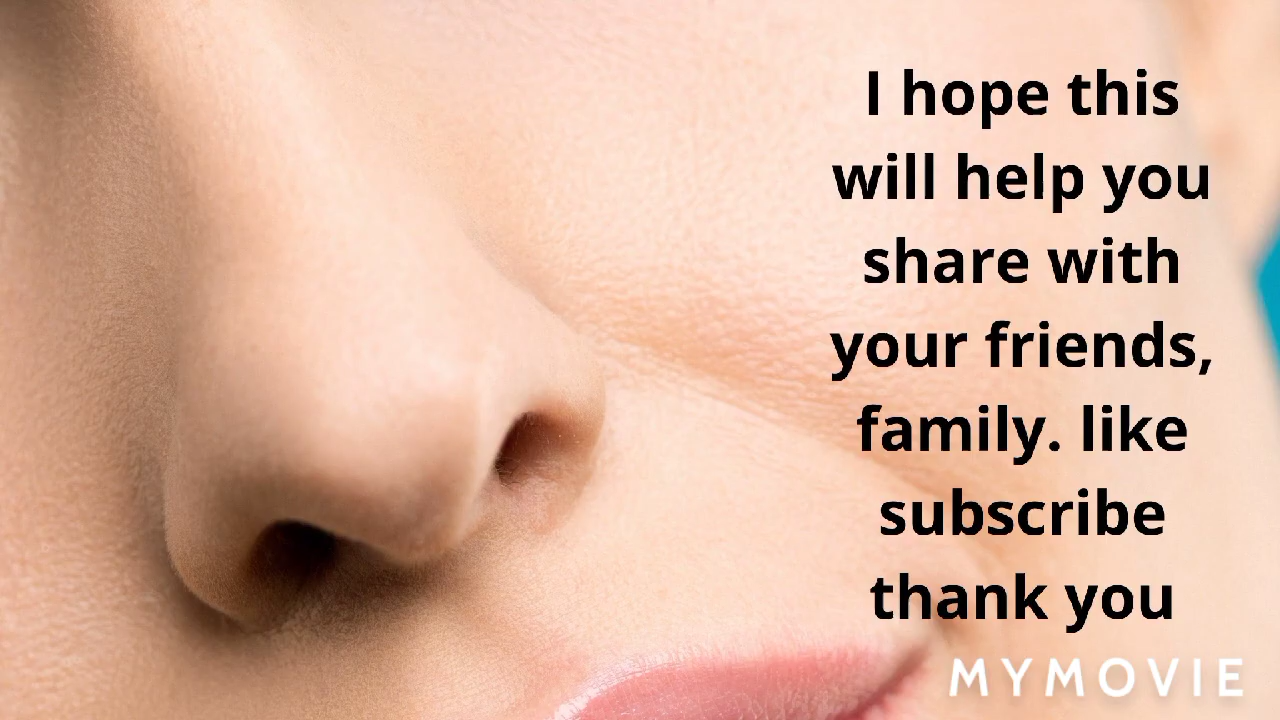 I hope this
will help you
share with
your friends,
family. like
subscribe
thank you
MYMOVIE